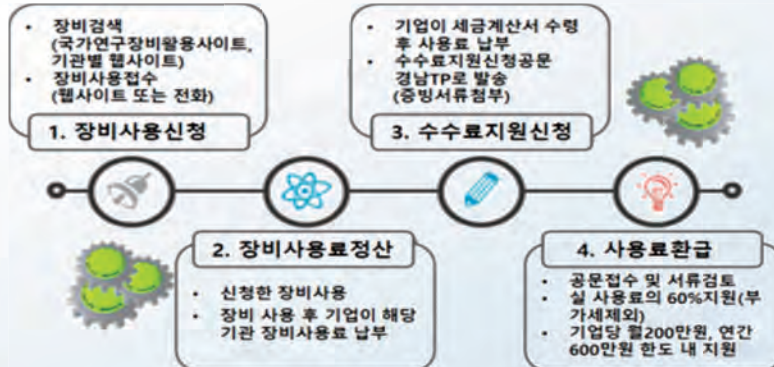 • 장비검색
(국가연구장비활용사이트,
기관별 웹사이트)
• 장비사용접수
(웹사이트 또는 전화)
1. 장비사용신청
• 기업이 세금계산서 수령
후 사용료 납부
• 수수료지원신청공문
경남TP로 발송
(증빙서류첨부)
3. 수수료지원신청
2. 장비사용료정산
• 신청한 장비사용
• 장비 사용 후 기업이 해당
기관 장비사용료 납부
4. 사용료환급
• 공문접수 및 서류검토
• 실 사용료의 60%지원(부
가세제외)
• 기업당 월200만원, 연간
600만원 한도 내 지원